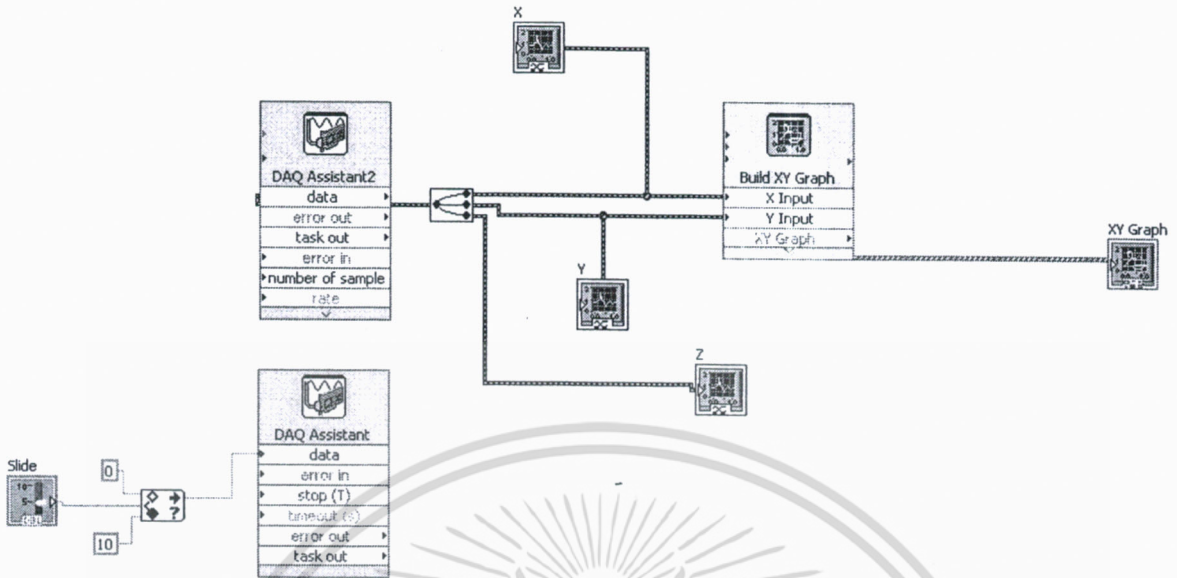 X
DAQ Assistant2
data
error out
task out
error in
number of sample
rate
Build XY Graph
X Input
Y Input
XY Graph
XY Graph
Y
Z
DAQ Assistant
data
error in
stop (T)
timeout (s)
error out
task out
Slide
0
10